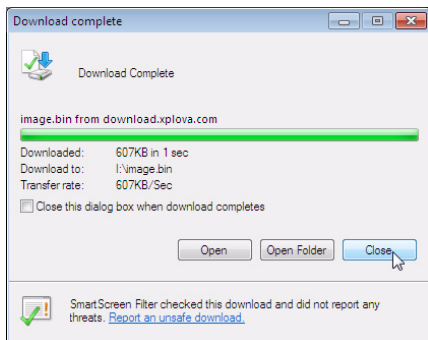 Download complete
Download Complete
image.bin from download.xplova.com
Downloaded: 607KB in 1 sec
Download to: I:\image.bin
Transfer rate: 607KB/Sec
Close this dialog box when download completes
Open Open Folder Close
SmartScreen Filter checked this download and did not report any
threats. Report an unsafe download.